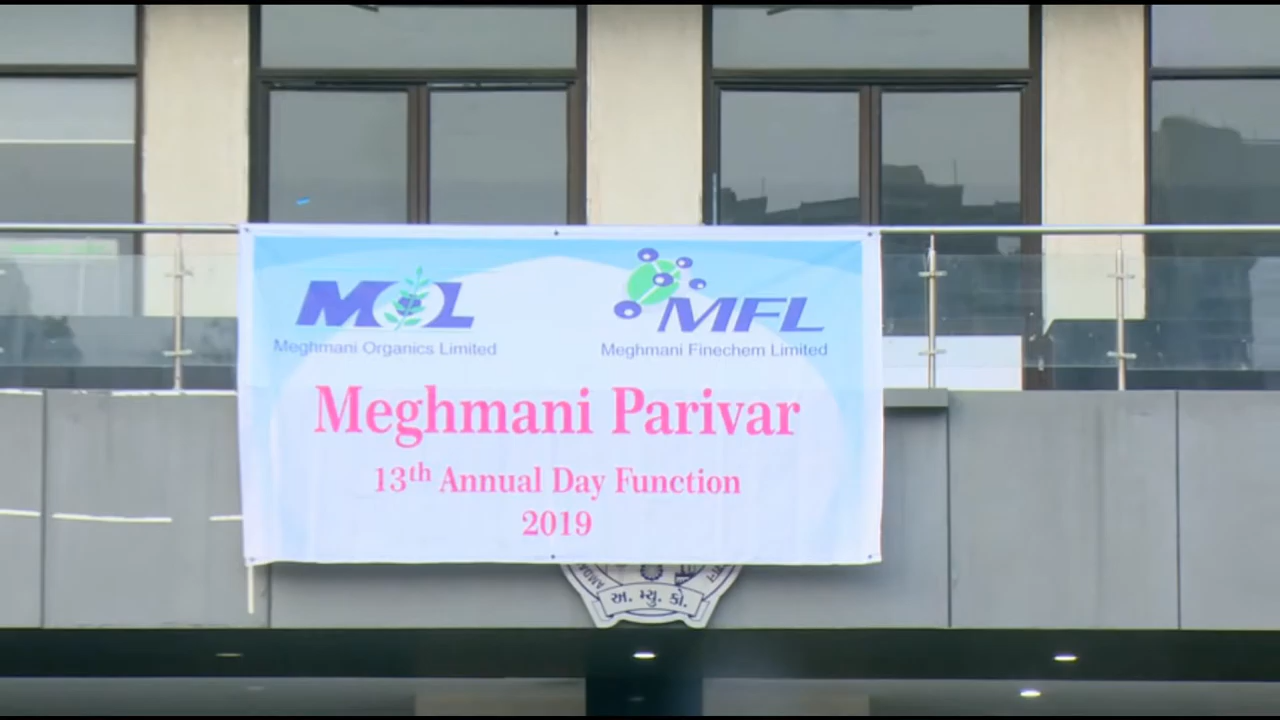 MOL
Meghmani Organics Limited
MFL
Meghmani Finechem Limited
Meghmani Parivar
13th Annual Day Function
2019
અ. મ્યુ. કો.